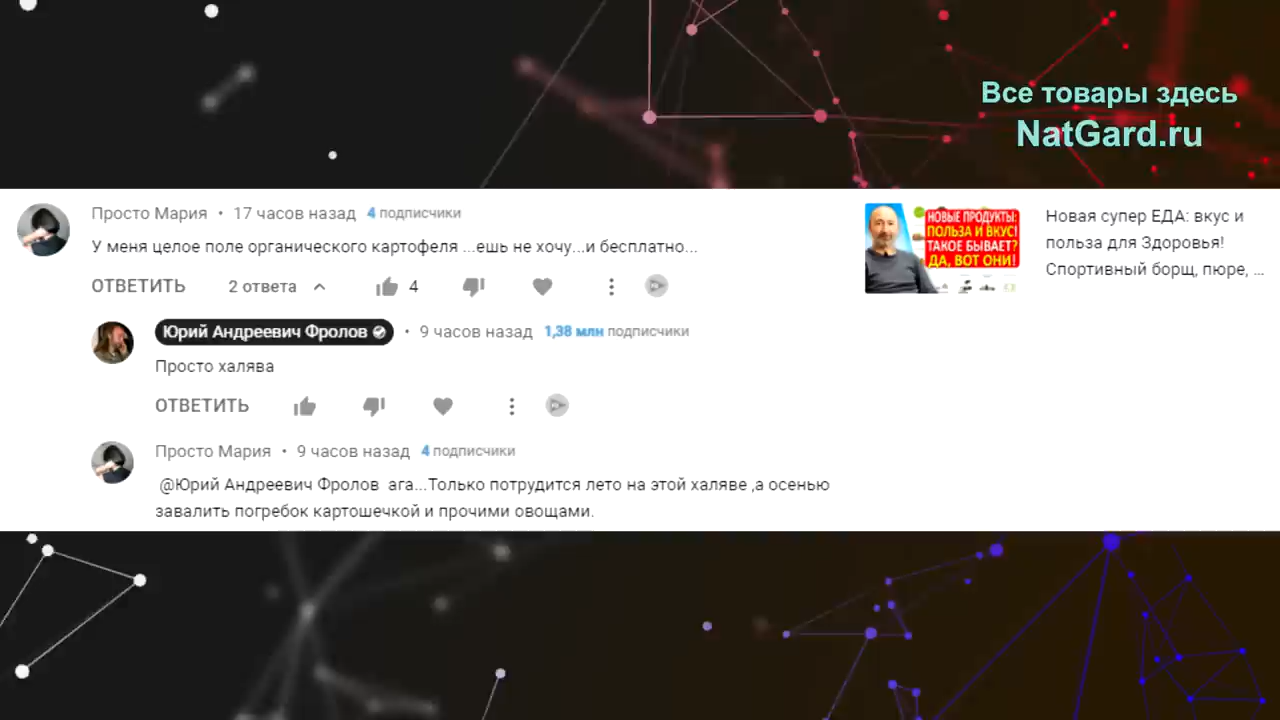 Все товары здесь
NatGard.ru
Просто Мария • 17 часов назад 4 подписчики
У меня целое поле органического картофеля ...ешь не хочу...и бесплатно...
ОТВЕТИТЬ 2 ответа 4
Юрий Андреевич Фролов • 9 часов назад 1,38 млн подписчики
Просто халява
ОТВЕТИТЬ
Просто Мария • 9 часов назад 4 подписчики
@Юрий Андреевич Фролов ага...Только потрудится лето на этой халяве ,а осенью
завалить погребок картошечкой и прочими овощами.
НОВЫЕ ПРОДУКТЫ:
ПОЛЬЗА И ВКУС!
ТАКОЕ БЫВАЕТ?
ДА, ВОТ ОНИ!
Новая супер ЕДА: вкус и
польза для Здоровья!
Спортивный борщ, пюре, ...